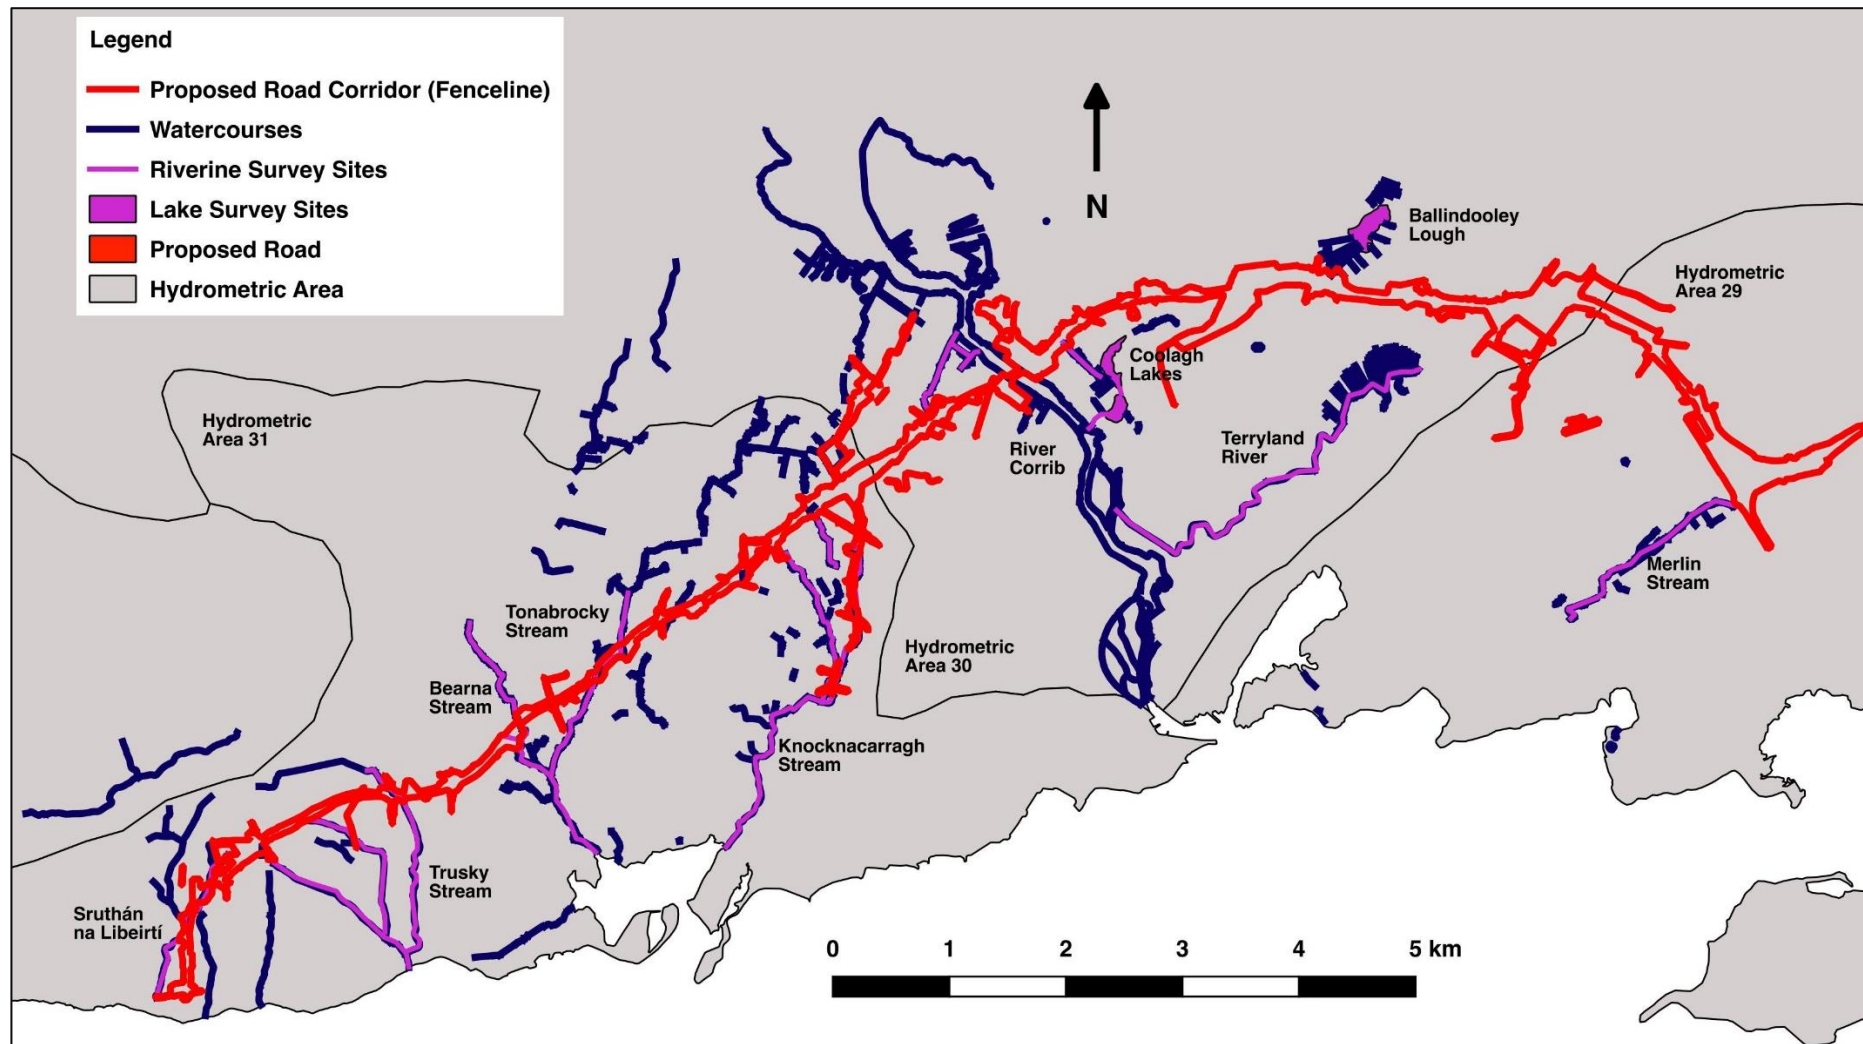 Legend
Proposed Road Corridor (Fenceline)
Watercourses
Riverine Survey Sites
Lake Survey Sites
Proposed Road
Hydrometric Area
N
Ballindooley
Lough
Hydrometric
Area 29
Coolagh
Lakes
Hydrometric
Area 31
River
Corrib
Terryland
River
Merlin
Stream
Tonabrocky
Stream
Hydrometric
Area 30
Bearna
Stream
Knocknacarragh
Stream
Trusky
Stream
Sruthán
na Libeirtí
0 1 2 3 4 5 km